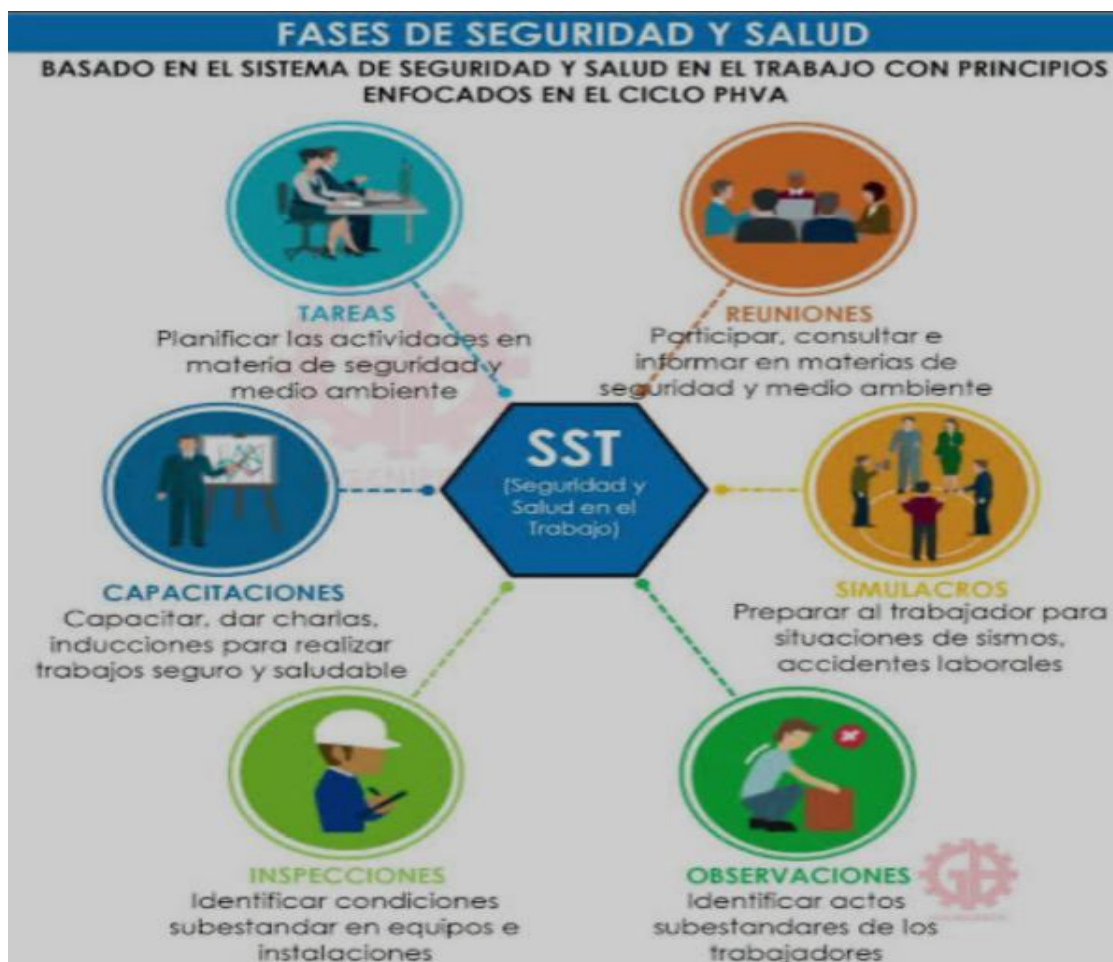 FASES DE SEGURIDAD Y SALUD
BASADO EN EL SISTEMA DE SEGURIDAD Y SALUD EN EL TRABAJO CON PRINCIPIOS
ENFOCADOS EN EL CICLO PHVA
TAREAS
Planificar las actividades en
materia de seguridad y
medio ambiente
REUNIONES
Participar, consultar e
informar en materias de
seguridad y medio ambiente
SST
(Seguridad y
Salud en el
Trabajo)
CAPACITACIONES
Capacitar, dar charlas,
inducciones para realizar
trabajos seguro y saludable
SIMULACROS
Preparar al trabajador para
situaciones de sismos,
accidentes laborales
INSPECCIONES
Identificar condiciones
subestandar en equipos e
instalaciones
OBSERVACIONES
Identificar actos
subestandares de los
trabajadores